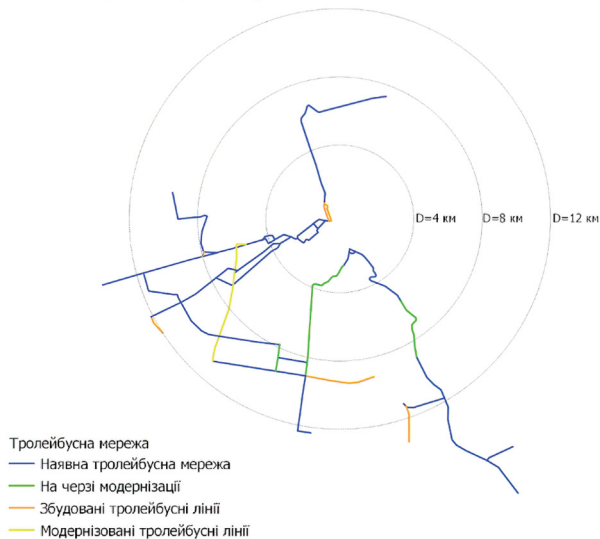 D=4 км
D=8 км
D=12 км
Тролейбусна мережа
Наявна тролейбусна мережа
На черзі модернізації
Збудовані тролейбусні лінії
Модернізовані тролейбусні лінії